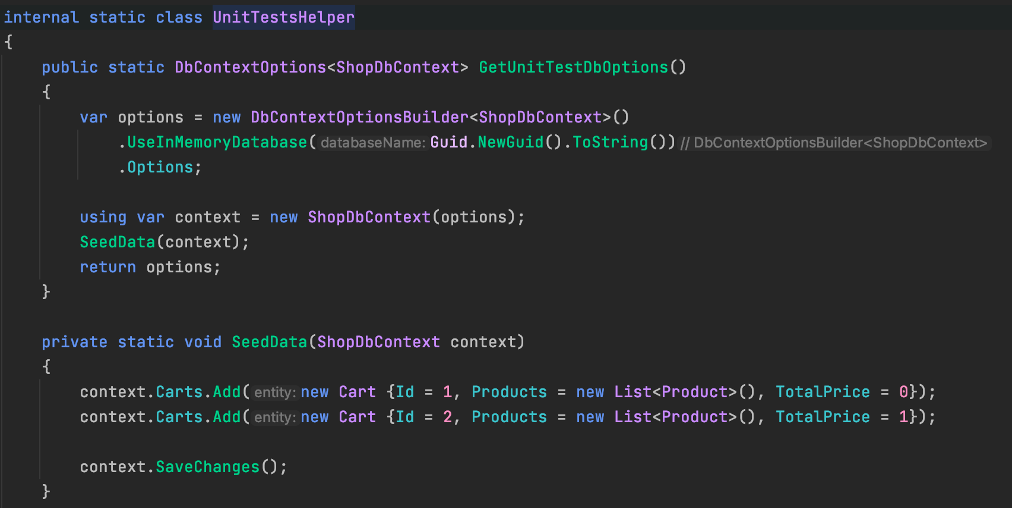 internal static class UnitTestsHelper
{
public static DbContextOptions<ShopDbContext> GetUnitTestDbOptions()
{
var options = new DbContextOptionsBuilder<ShopDbContext>()
.UseInMemoryDatabase( databaseName: Guid.NewGuid().ToString()) // DbContextOptionsBuilder<ShopDbContext>
.Options;
using var context = new ShopDbContext(options);
SeedData(context);
return options;
}
private static void SeedData(ShopDbContext context)
{
context.Carts.Add( entity: new Cart {Id = 1, Products = new List<Product>(), TotalPrice = 0});
context.Carts.Add( entity: new Cart {Id = 2, Products = new List<Product>(), TotalPrice = 1});
context.SaveChanges();
}